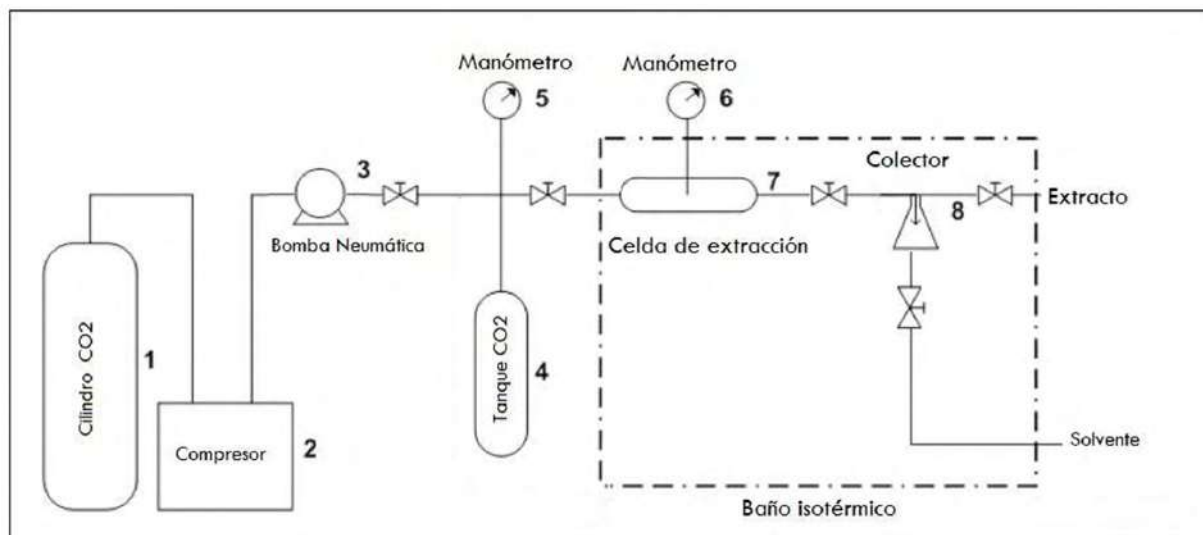 Manómetro
5
Manómetro
6
3
Bomba Neumática
Colector
7
8
Extracto
Celda de extracción
Cilindro CO2
1
Compresor
2
Tanque CO2
4
Solvente
Baño isotérmico